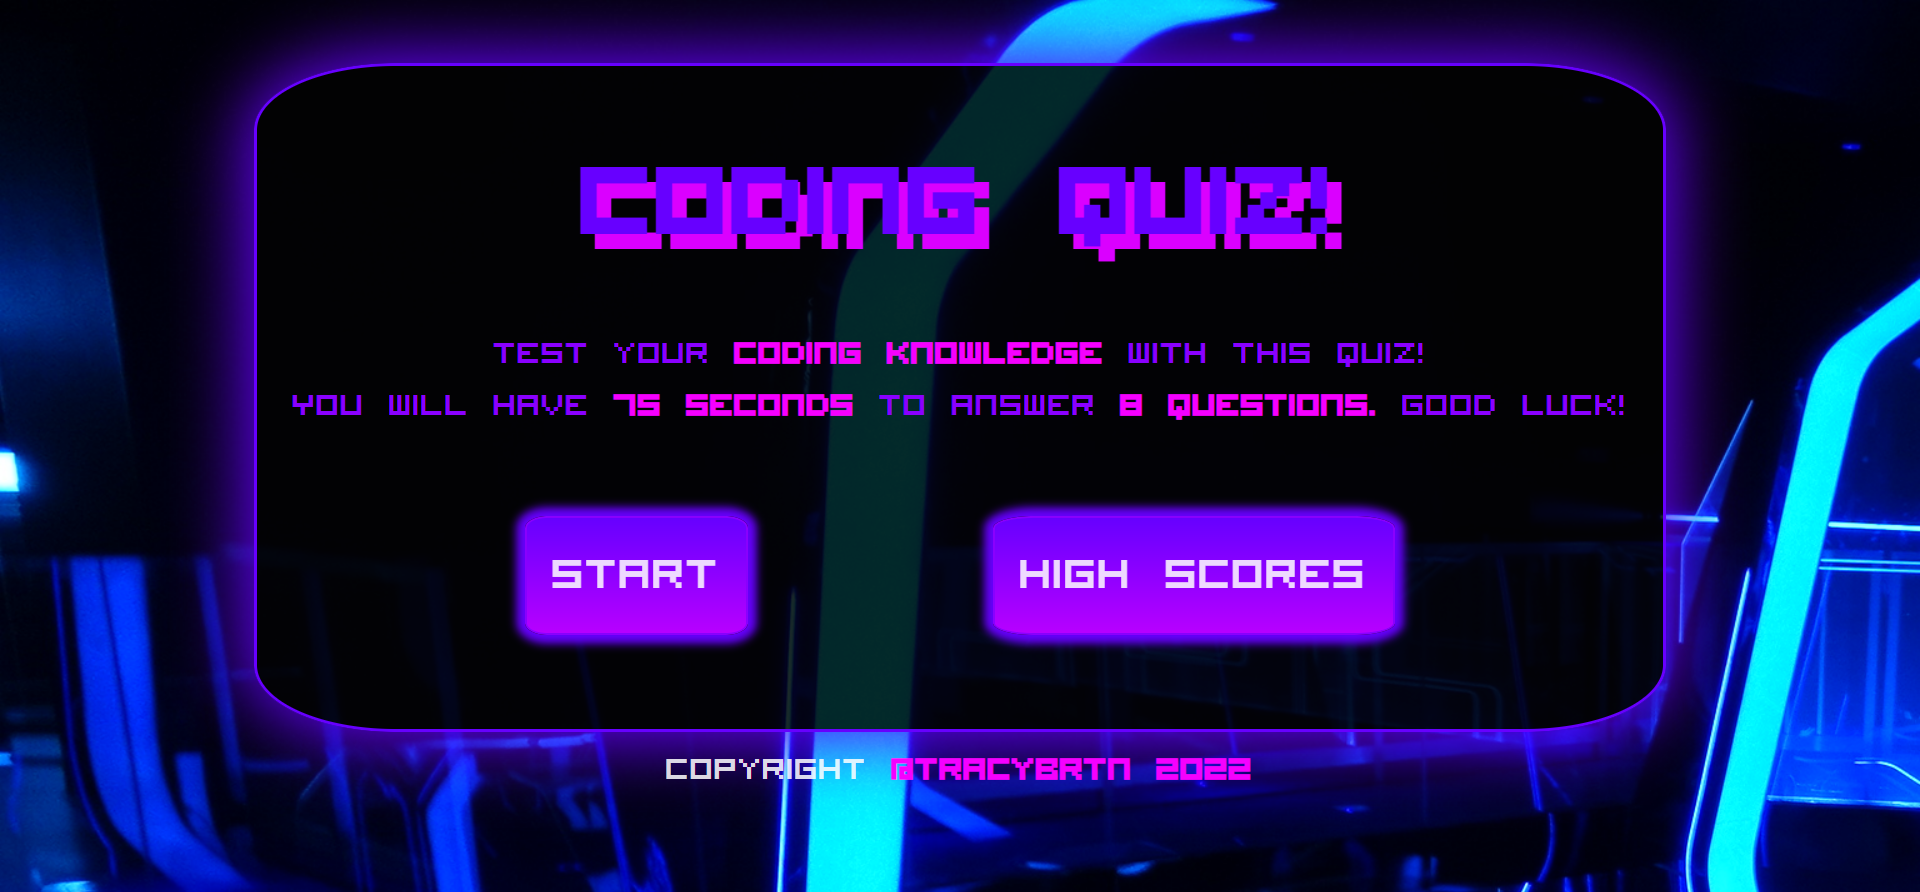 CODING QUIZ!
TEST YOUR CODING KNOWLEDGE WITH THIS QUIZ!
YOU WILL HAVE 75 SECONDS TO ANSWER 8 QUESTIONS. GOOD LUCK!
START
HIGH SCORES
COPYRIGHT @TRACYBRTN 2022